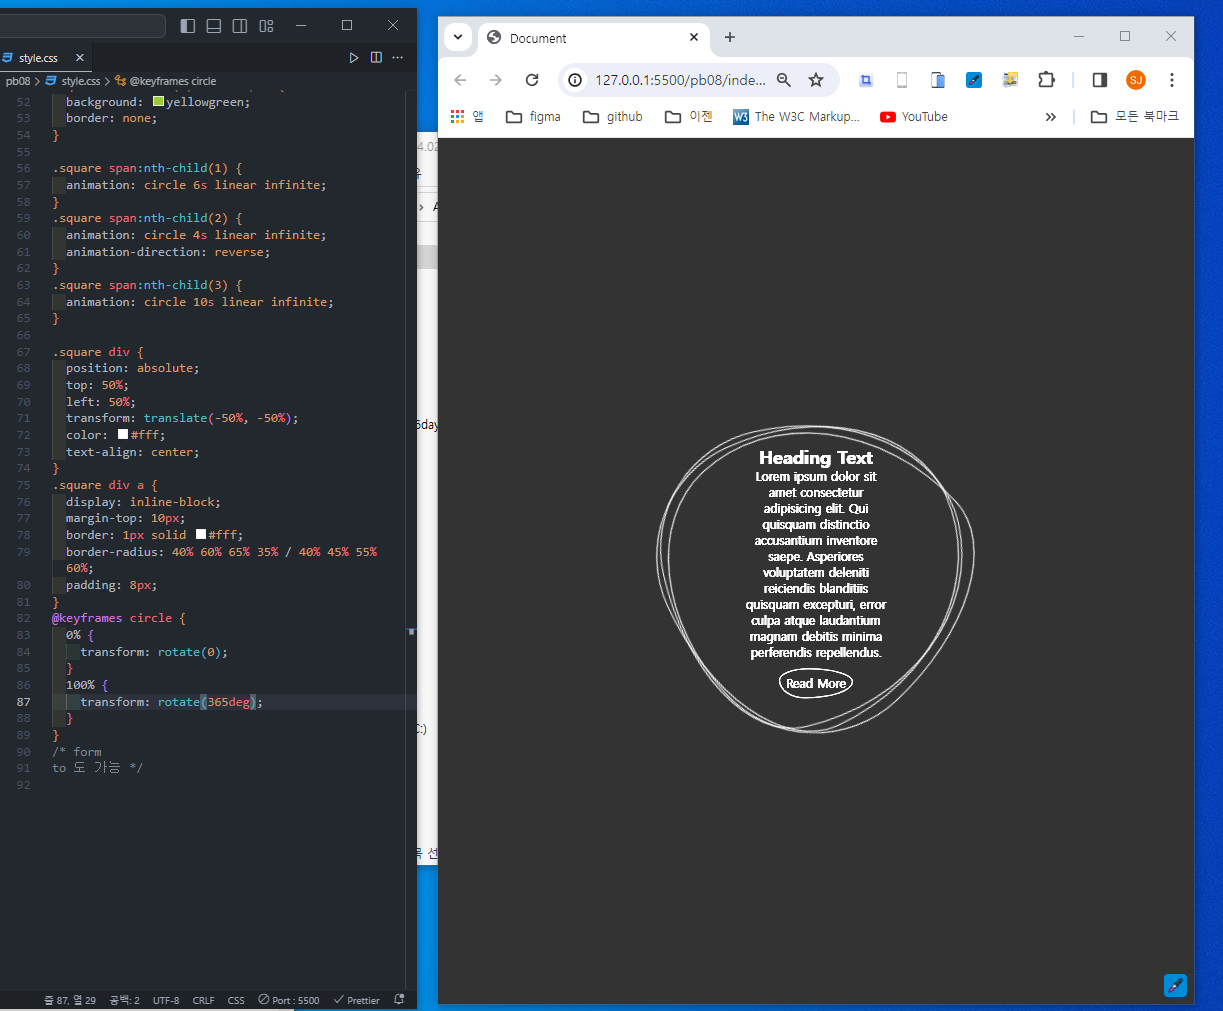 style.css
pb08 > style.css > @keyframes circle
52 background: yellowgreen;
53 border: none;
54 }
55
56 .square span:nth-child(1) {
57 animation: circle 6s linear infinite;
58 }
59 .square span:nth-child(2) {
60 animation: circle 4s linear infinite;
61 animation-direction: reverse;
62 }
63 .square span:nth-child(3) {
64 animation: circle 10s linear infinite;
65 }
66
67 .square div {
68 position: absolute;
69 top: 50%;
70 left: 50%;
71 transform: translate(-50%, -50%);
72 color: #fff;
73 text-align: center;
74 }
75 .square div a {
76 display: inline-block;
77 margin-top: 10px;
78 border: 1px solid #fff;
79 border-radius: 40% 60% 65% 35% / 40% 45% 55%
60%;
80 padding: 8px;
81 }
82 @keyframes circle {
83 0% {
84 transform: rotate(0);
85 }
86 100% {
87 transform: rotate(365deg);
88 }
89 }
90 /* form
91 to 도 가능 */
92
줄 87, 열 29 공백: 2 UTF-8 CRLF CSS Port : 5500 Prettier
4.02
6day
C:)
Document
127.0.0.1:5500/pb08/inde...
SJ
앱 figma github 이젠 W3 The W3C Markup... YouTube » 모든 북마크
Heading Text
Lorem ipsum dolor sit
amet consectetur
adipisicing elit. Qui
quisquam distinctio
accusantium inventore
saepe. Asperiores
voluptatem deleniti
reiciendis blanditiis
quisquam excepturi, error
culpa atque laudantium
magnam debitis minima
perferendis repellendus.
Read More